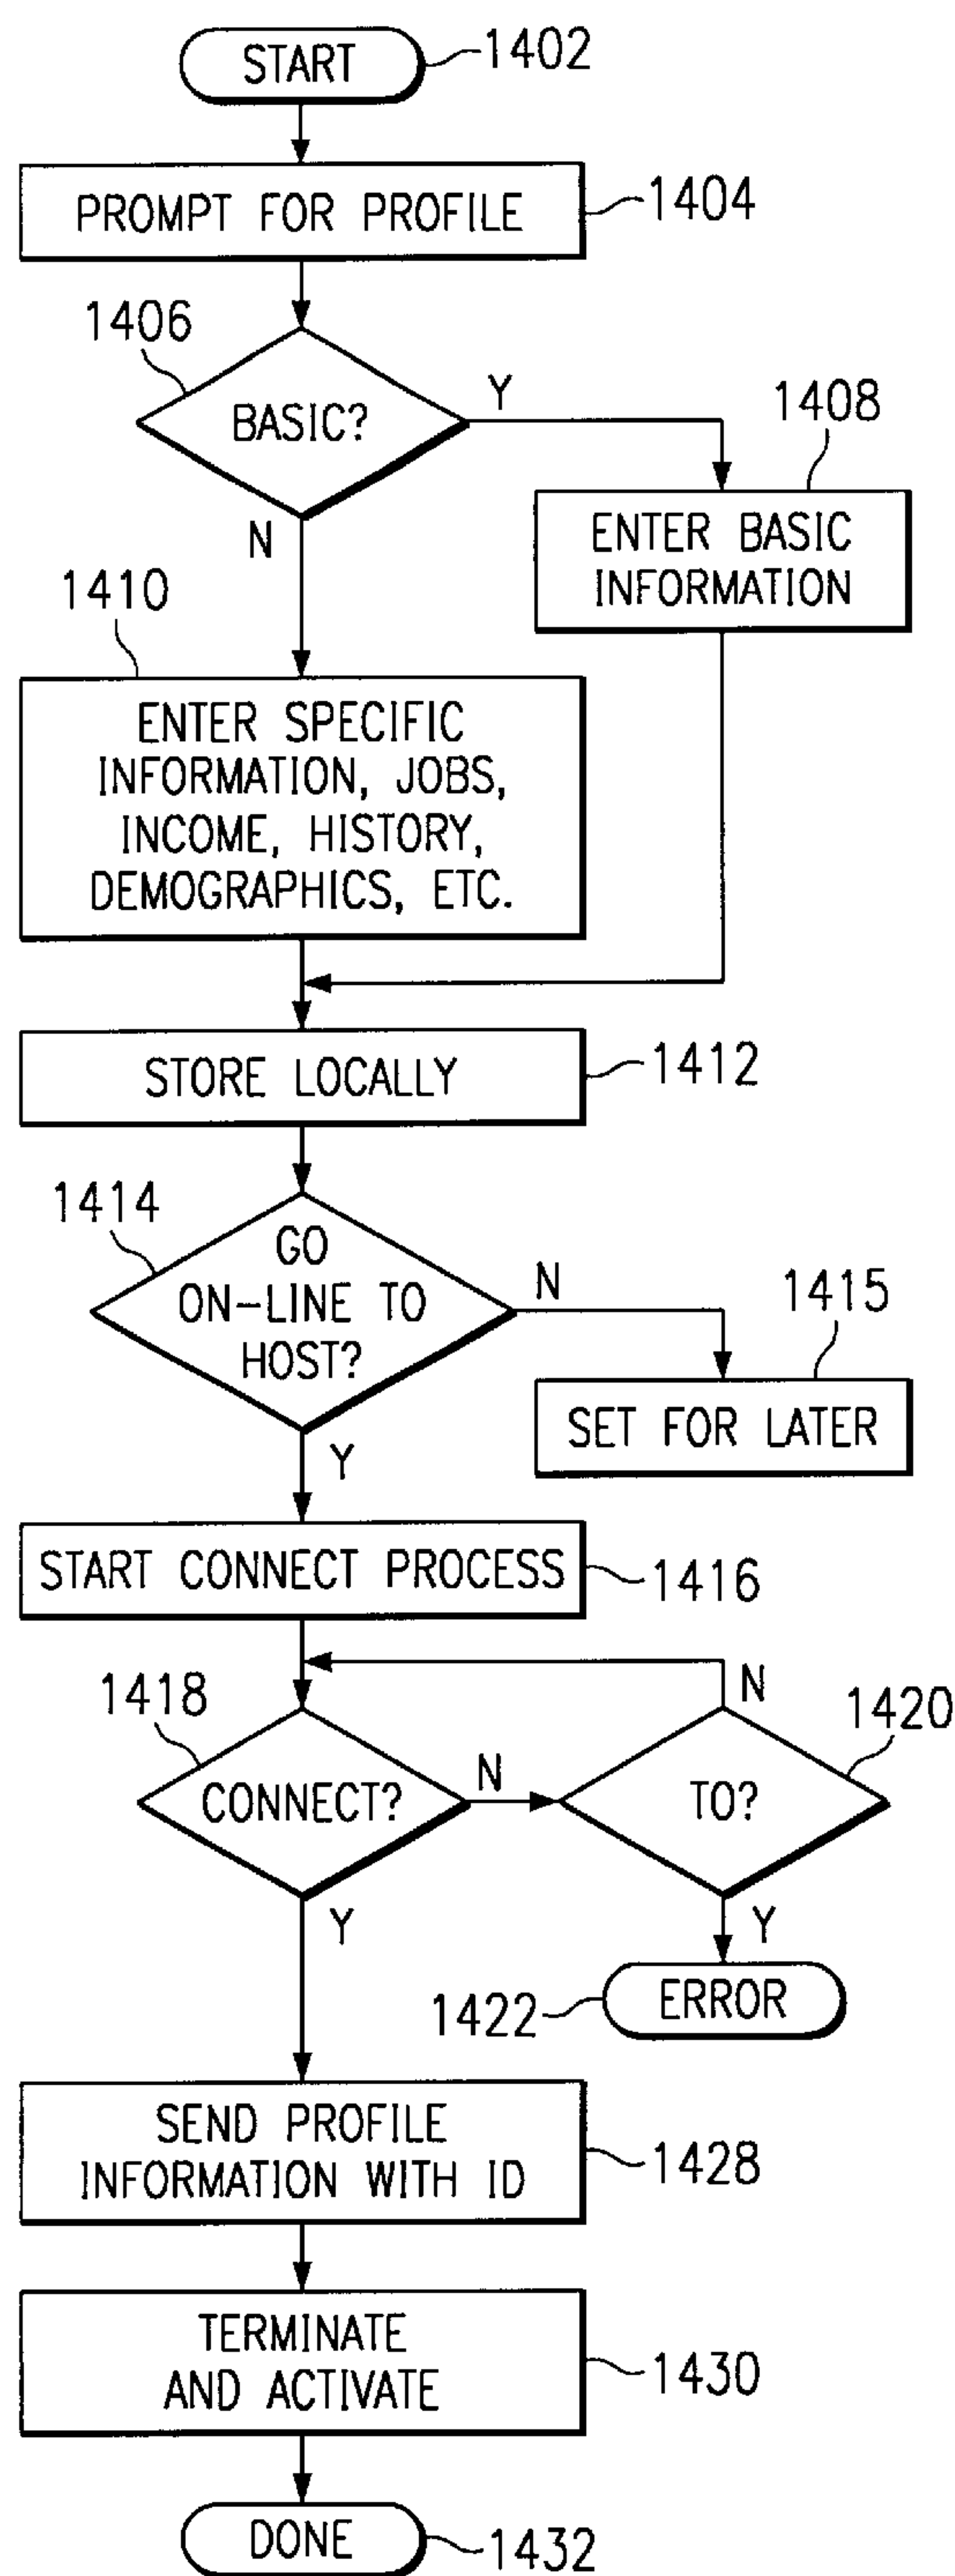 START
1402
PROMPT FOR PROFILE
1404
1406
BASIC?
Y
N
1408
ENTER BASIC
INFORMATION
1410
ENTER SPECIFIC
INFORMATION, JOBS,
INCOME, HISTORY,
DEMOGRAPHICS, ETC.
STORE LOCALLY
1412
1414
GO
ON-LINE TO
HOST?
N
Y
1415
SET FOR LATER
START CONNECT PROCESS
1416
1418
CONNECT?
N
Y
N
1420
TO?
Y
1422
ERROR
SEND PROFILE
INFORMATION WITH ID
1428
TERMINATE
AND ACTIVATE
1430
DONE
1432